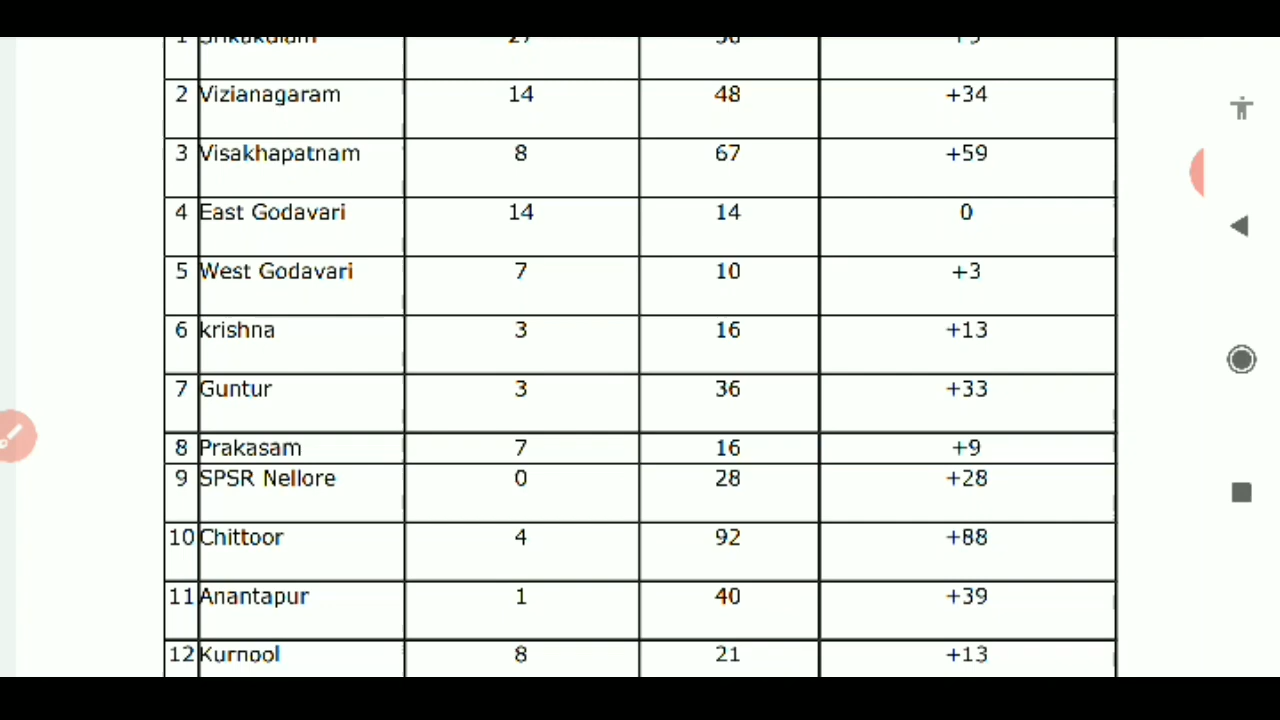 1 Srikakulam 27
2 Vizianagaram 14 48 +34
3 Visakhapatnam 8 67 +59
4 East Godavari 14 14 0
5 West Godavari 7 10 +3
6 krishna 3 16 +13
7 Guntur 3 36 +33
8 Prakasam 7 16 +9
9 SPSR Nellore 0 28 +28
10 Chittoor 4 92 +88
11 Anantapur 1 40 +39
12 Kurnool 8 21 +13